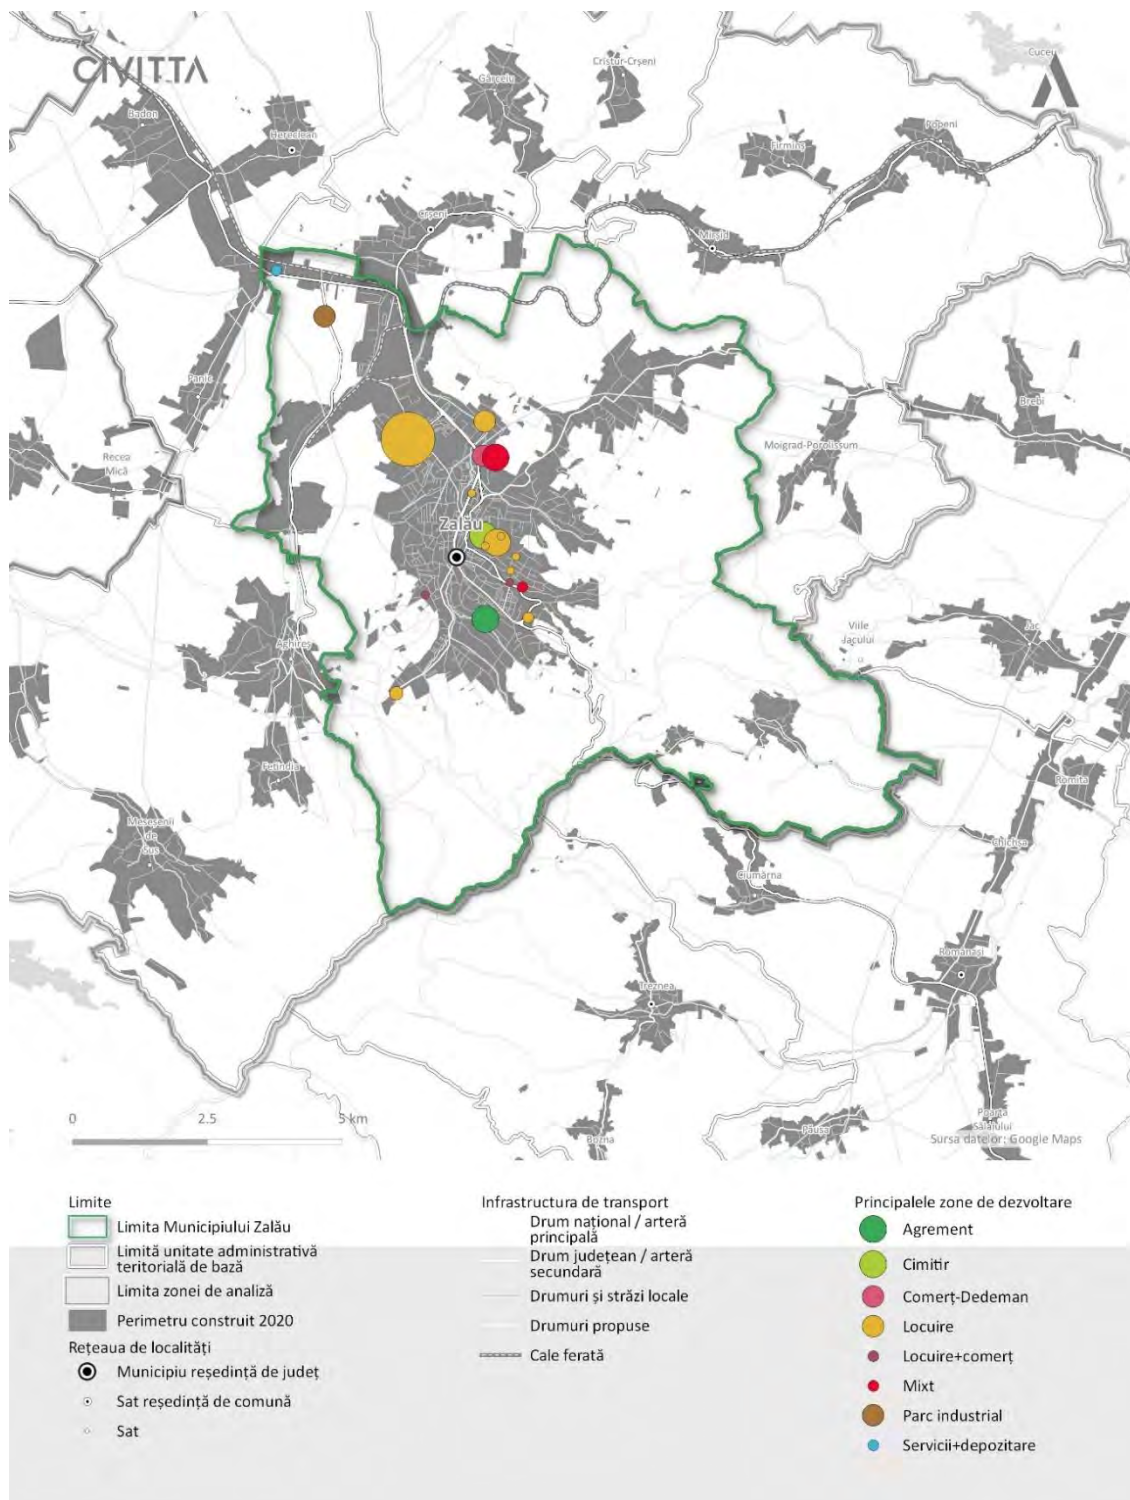 CIVITTA
Cuceu
Cristur-Crșeni
Gârceiu
Badon
Hereclean
Popeni
Firminiș
Crșeni
Mirșid
Panic
Brebi
Moigrad-Porolissum
Recea
Mică
Zalău
Viile
Jacului
Jac
Aghireș
Fetindia
Romita
Meseșenii
de
Sus
Chichișa
Ciumărna
Românași
Treznea
0 2.5 5 km
Bozna
Păușa
Poarta
Sălajului
Sursa datelor: Google Maps
Limite
Limita Municipiului Zalău
Limită unitate administrativă
teritorială de bază
Limita zonei de analiză
Perimetru construit 2020
Rețeaua de localități
Municipiu reședință de județ
Sat reședință de comună
Sat
Infrastructura de transport
Drum național / arteră
principală
Drum județean / arteră
secundară
Drumuri și străzi locale
Drumuri propuse
Cale ferată
Principalele zone de dezvoltare
Agrement
Cimitir
Comerț-Dedeman
Locuire
Locuire+comerț
Mixt
Parc industrial
Servicii+depozitare